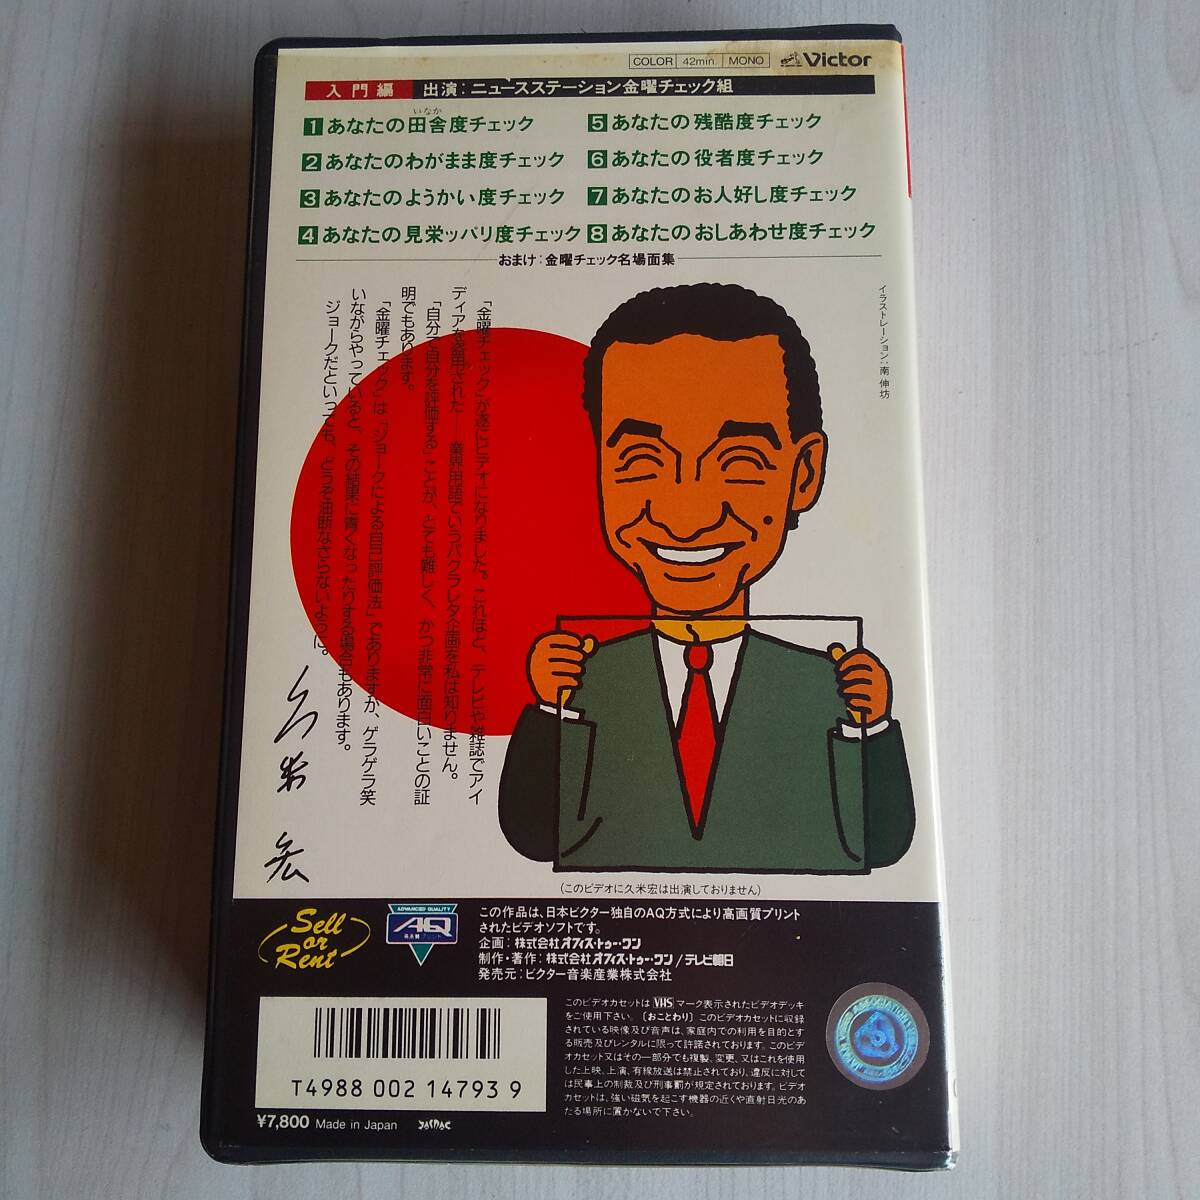 COLOR 42min. MONO Victor
入門編 出演:ニュースステーション金曜チェック組
1 あなたの田舎度チェック
いなか
2 あなたのわがまま度チェック
3 あなたのようかい度チェック
4 あなたの見栄ッパリ度チェック
5 あなたの残酷度チェック
6 あなたの役者度チェック
7 あなたのお人好し度チェック
8 あなたのおしあわせ度チェック
おまけ:金曜チェック名場面集
イラストレーション:南 伸坊
「金曜チェック」が遂にビデオになりました。これほど、テレビや雑誌でアイ
ディアを盗用された――業界用語でいうパクラレタ企画を私は知りません。
「自分で自分を評価する」ことが、とても難しく、かつ非常に面白いことの証
明でもあります。
「金曜チェック」は「ジョークによる自己評価法」でありますが、ゲラゲラ笑
いながらやっていると、その結果に青くなったりする場合もあります。
ジョークだといっても、どうぞ油断なさらないように。
久米宏
(このビデオに久米宏は出演しておりません)
Sell
or
Rent
ADVANCED QUALITY
AQ
高画質プリント
この作品は、日本ビクター独自のAQ方式により高画質プリント
されたビデオソフトです。
企画:株式会社オフィス・トゥー・ワン
制作・著作:株式会社オフィス・トゥー・ワン/テレビ朝日
発売元:ビクター音楽産業株式会社
T4988 002 14793 9
¥7,800 Made in Japan JASRAC
このビデオカセットは VHS マーク表示されたビデオデッキ
をご使用下さい。〔おことわり〕このビデオカセットに収録
されている映像及び音声は、家庭内での利用を目的とす
る販売及びレンタルに限って許諾されております。このビデ
オカセット又はその一部分でも複製、変更、又はこれを使用
した上映、上演、有線放送は禁止されており、違反に対して
は民事上の制裁及び刑事罰が規定されております。ビデオ
カセットは、強い磁気を起こす機器の近くや直射日光のあ
たる場所に置かないで下さい。